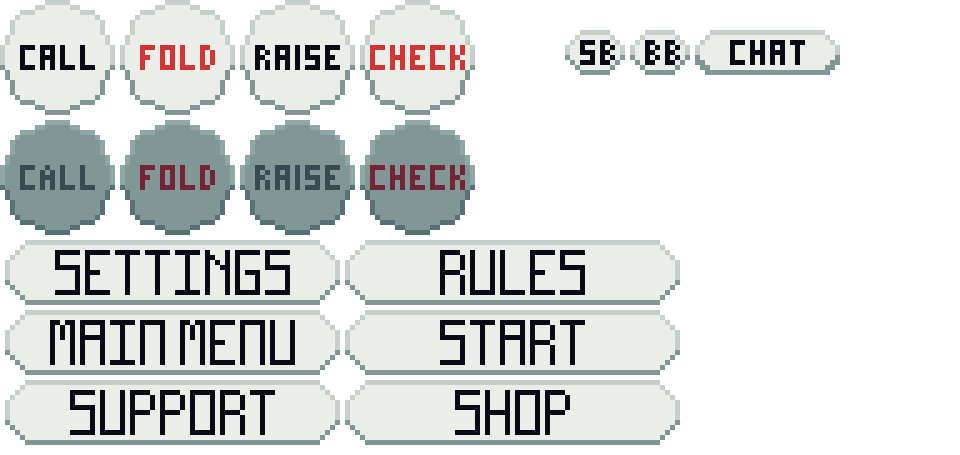 CALL FOLD RAISE CHECK SB BB CHAT
CALL FOLD RAISE CHECK
SETTINGS RULES
MAIN MENU START
SUPPORT SHOP